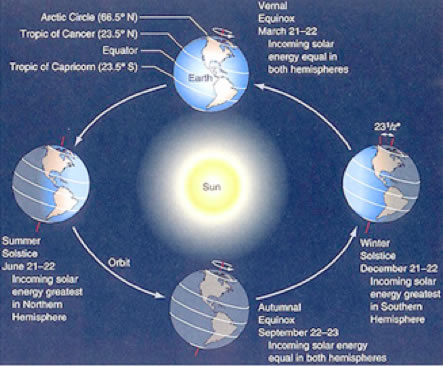 Arctic Circle (66.5° N)
Tropic of Cancer (23.5° N)
Equator
Tropic of Capricorn (23.5° S)
Earth
Vernal
Equinox
March 21–22
Incoming solar
energy equal in
both hemispheres
23½°
Sun
Summer
Solstice
June 21–22
Incoming solar
energy greatest
in Northern
Hemisphere
Orbit
Winter
Solstice
December 21–22
Incoming solar
energy greatest
in Southern
Hemisphere
Autumnal
Equinox
September 22–23
Incoming solar energy
equal in both hemispheres